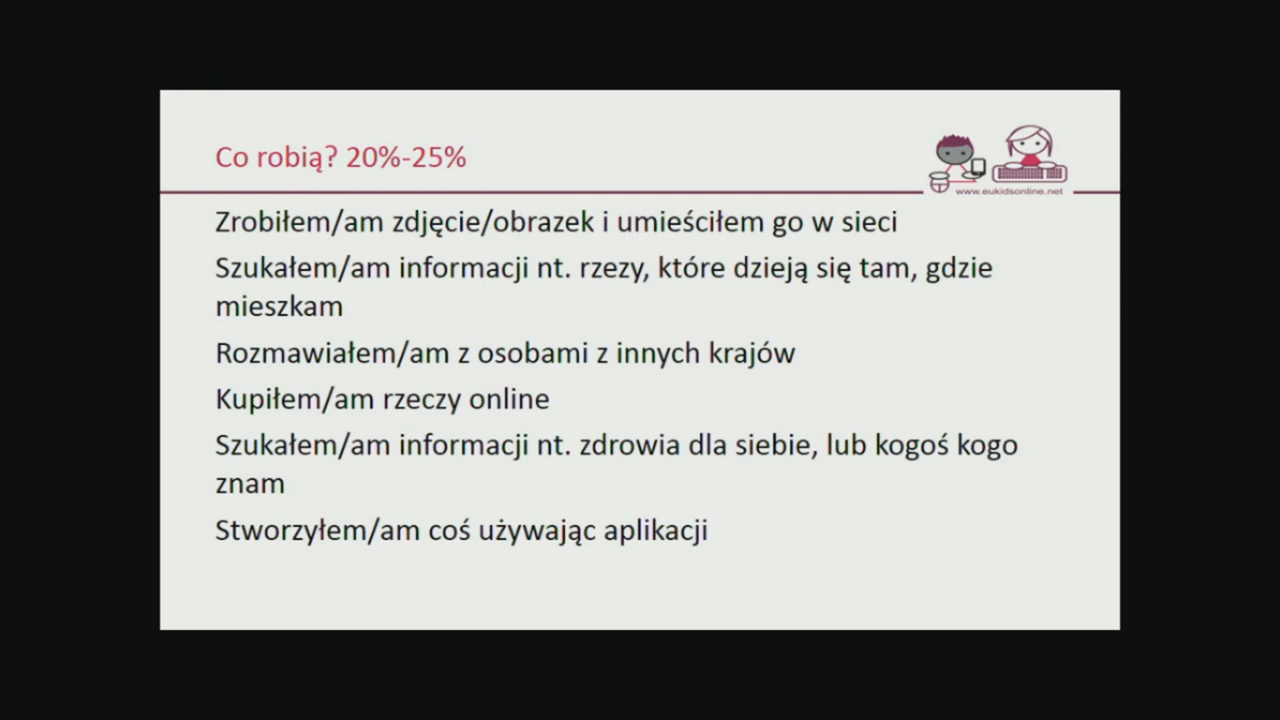 Co robią? 20%-25%
www.eukidsonline.net
Zrobiłem/am zdjęcie/obrazek i umieściłem go w sieci
Szukałem/am informacji nt. rzezy, które dzieją się tam, gdzie
mieszkam
Rozmawiałem/am z osobami z innych krajów
Kupiłem/am rzeczy online
Szukałem/am informacji nt. zdrowia dla siebie, lub kogoś kogo
znam
Stworzyłem/am coś używając aplikacji